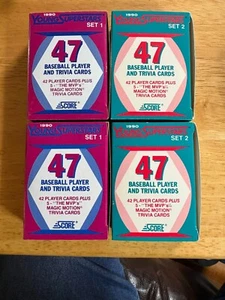 1990
YOUNG SUPERSTARS
SET 1
47
BASEBALL PLAYER
AND TRIVIA CARDS
42 PLAYER CARDS PLUS
5 - "THE MVP's"
MAGIC MOTION TRIVIA CARDS
SCORE
1990
YOUNG SUPERSTARS
SET 2
47
BASEBALL PLAYER
AND TRIVIA CARDS
42 PLAYER CARDS PLUS
5 - "THE MVP's"
MAGIC MOTION TRIVIA CARDS
SCORE
1990
YOUNG SUPERSTARS
SET 1
47
BASEBALL PLAYER
AND TRIVIA CARDS
42 PLAYER CARDS PLUS
5 - "THE MVP's"
MAGIC MOTION TRIVIA CARDS
SCORE
1990
YOUNG SUPERSTARS
SET 2
47
BASEBALL PLAYER
AND TRIVIA CARDS
42 PLAYER CARDS PLUS
5 - "THE MVP's"
MAGIC MOTION TRIVIA CARDS
SCORE